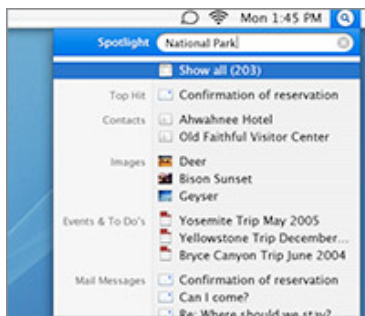 Mon 1:45 PM
Spotlight National Park
Show all (203)
Top Hit Confirmation of reservation
Contacts Ahwahnee Hotel
Old Faithful Visitor Center
Images Deer
Bison Sunset
Geyser
Events & To Do's Yosemite Trip May 2005
Yellowstone Trip December...
Bryce Canyon Trip June 2004
Mail Messages Confirmation of reservation
Can I come?
Re: Where should we stay?